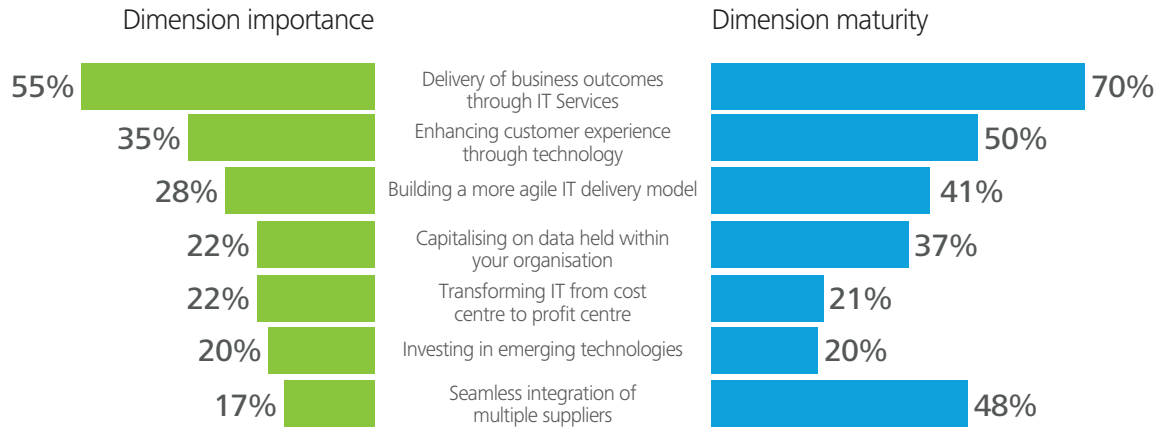 Dimension importance
Dimension maturity
55%
Delivery of business outcomes
through IT Services
70%
35%
Enhancing customer experience
through technology
50%
28%
Building a more agile IT delivery model
41%
22%
Capitalising on data held within
your organisation
37%
22%
Transforming IT from cost
centre to profit centre
21%
20%
Investing in emerging technologies
20%
17%
Seamless integration of
multiple suppliers
48%